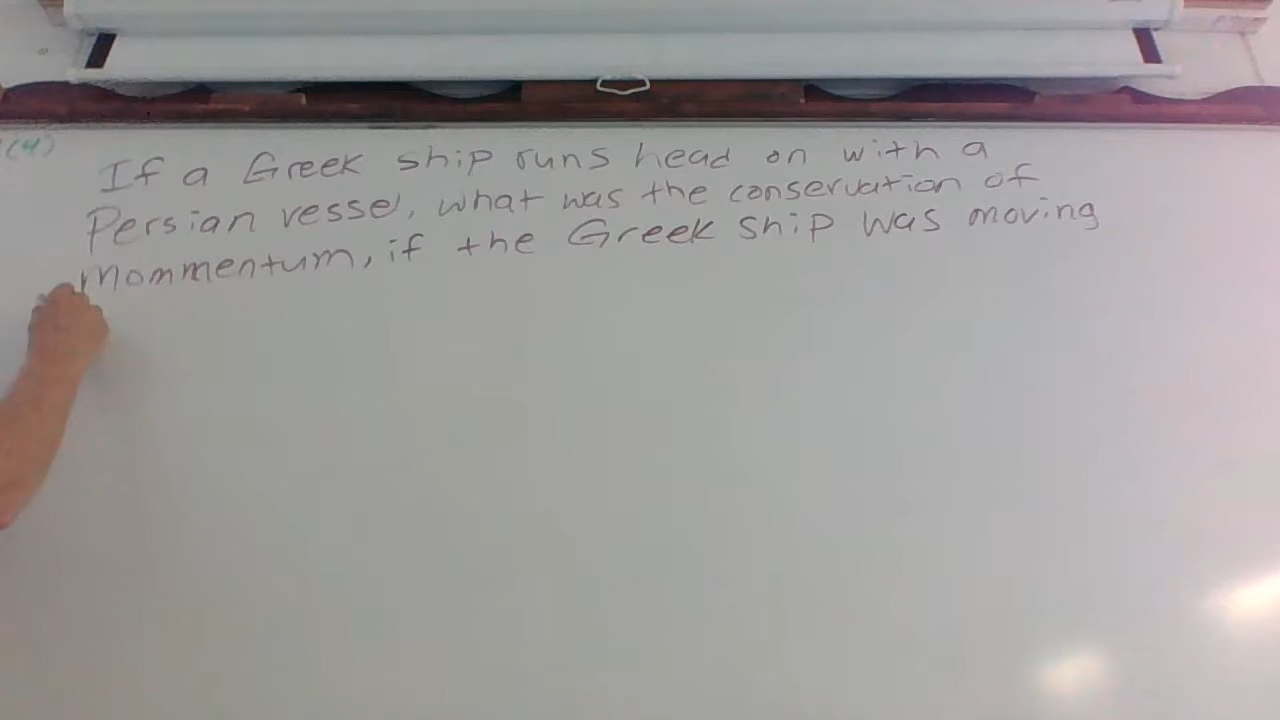 (4)
If a Greek ship runs head on with a
Persian vessel, what was the conservation of
Mommentum, if the Greek ship was moving